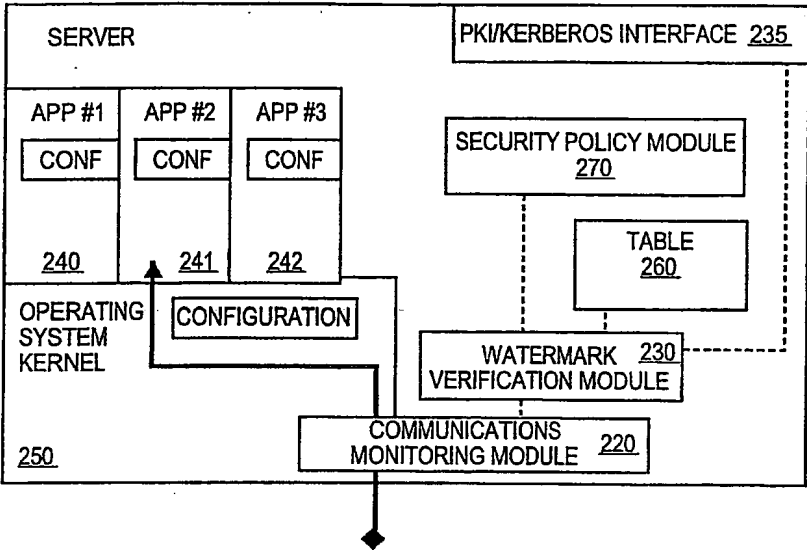 SERVER
PKI/KERBEROS INTERFACE 235
APP #1
APP #2
APP #3
CONF
CONF
CONF
240
241
242
SECURITY POLICY MODULE
270
TABLE
260
OPERATING
SYSTEM
KERNEL
CONFIGURATION
WATERMARK 230
VERIFICATION MODULE
COMMUNICATIONS
MONITORING MODULE 220
250